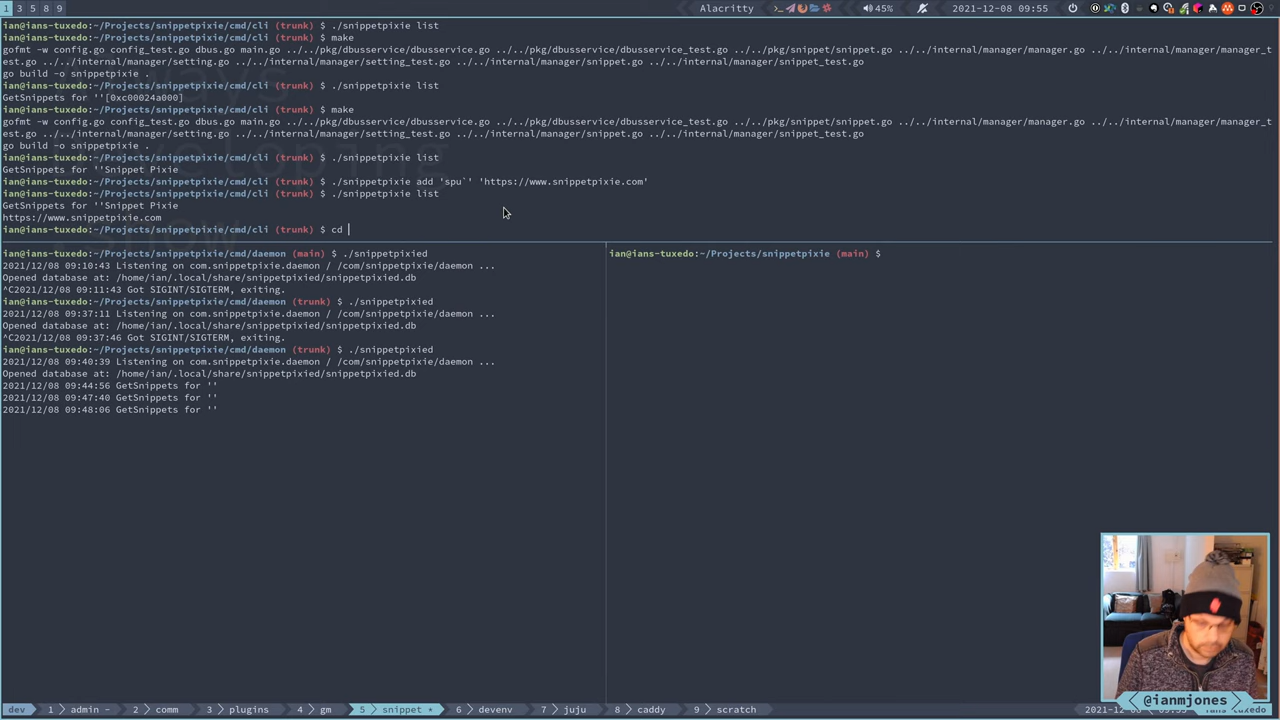 1 3 5 8 9
Alacritty
45%
2021-12-08 09:55
ian@ians-tuxedo:~/Projects/snippetpixie/cmd/cli (trunk) $ ./snippetpixie list
ian@ians-tuxedo:~/Projects/snippetpixie/cmd/cli (trunk) $ make
gofmt -w config.go config_test.go dbus.go main.go ../../pkg/dbusservice/dbusservice.go ../../pkg/dbusservice/dbusservice_test.go ../../pkg/snippet/snippet.go ../../internal/manager/manager.go ../../internal/manager/manager_t
est.go ../../internal/manager/setting.go ../../internal/manager/setting_test.go ../../internal/manager/snippet.go ../../internal/manager/snippet_test.go
go build -o snippetpixie .
ian@ians-tuxedo:~/Projects/snippetpixie/cmd/cli (trunk) $ ./snippetpixie list
GetSnippets for ''[0xc00024a000]
ian@ians-tuxedo:~/Projects/snippetpixie/cmd/cli (trunk) $ make
gofmt -w config.go config_test.go dbus.go main.go ../../pkg/dbusservice/dbusservice.go ../../pkg/dbusservice/dbusservice_test.go ../../pkg/snippet/snippet.go ../../internal/manager/manager.go ../../internal/manager/manager_t
est.go ../../internal/manager/setting.go ../../internal/manager/setting_test.go ../../internal/manager/snippet.go ../../internal/manager/snippet_test.go
go build -o snippetpixie .
ian@ians-tuxedo:~/Projects/snippetpixie/cmd/cli (trunk) $ ./snippetpixie list
GetSnippets for ''Snippet Pixie
ian@ians-tuxedo:~/Projects/snippetpixie/cmd/cli (trunk) $ ./snippetpixie add 'spu`' 'https://www.snippetpixie.com'
ian@ians-tuxedo:~/Projects/snippetpixie/cmd/cli (trunk) $ ./snippetpixie list
GetSnippets for ''Snippet Pixie
https://www.snippetpixie.com
ian@ians-tuxedo:~/Projects/snippetpixie/cmd/cli (trunk) $ cd
ian@ians-tuxedo:~/Projects/snippetpixie/cmd/daemon (main) $ ./snippetpixied
2021/12/08 09:10:43 Listening on com.snippetpixie.daemon / /com/snippetpixie/daemon ...
Opened database at: /home/ian/.local/share/snippetpixied/snippetpixied.db
^C2021/12/08 09:11:43 Got SIGINT/SIGTERM, exiting.
ian@ians-tuxedo:~/Projects/snippetpixie/cmd/daemon (trunk) $ ./snippetpixied
2021/12/08 09:37:11 Listening on com.snippetpixie.daemon / /com/snippetpixie/daemon ...
Opened database at: /home/ian/.local/share/snippetpixied/snippetpixied.db
^C2021/12/08 09:37:46 Got SIGINT/SIGTERM, exiting.
ian@ians-tuxedo:~/Projects/snippetpixie/cmd/daemon (trunk) $ ./snippetpixied
2021/12/08 09:40:39 Listening on com.snippetpixie.daemon / /com/snippetpixie/daemon ...
Opened database at: /home/ian/.local/share/snippetpixied/snippetpixied.db
2021/12/08 09:44:56 GetSnippets for ''
2021/12/08 09:47:40 GetSnippets for ''
2021/12/08 09:48:06 GetSnippets for ''
ian@ians-tuxedo:~/Projects/snippetpixie (main) $
@ianmjones
dev 1 admin - 2 comm 3 plugins 4 gm 5 snippet * 6 devenv 7 juju 8 caddy 9 scratch